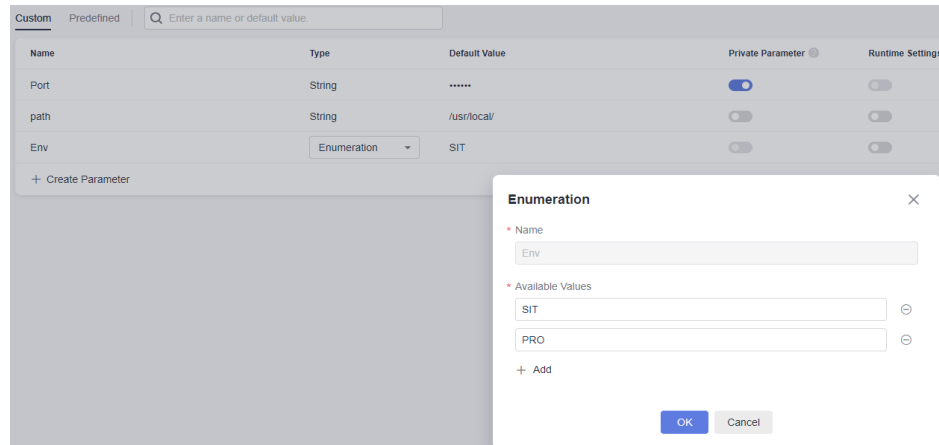 Custom Predefined Enter a name or default value.
Name Type Default Value Private Parameter Runtime Settings
Port String ••••••
path String /usr/local/
Env Enumeration SIT
+ Create Parameter
Enumeration
* Name
Env
* Available Values
SIT
PRO
+ Add
OK Cancel